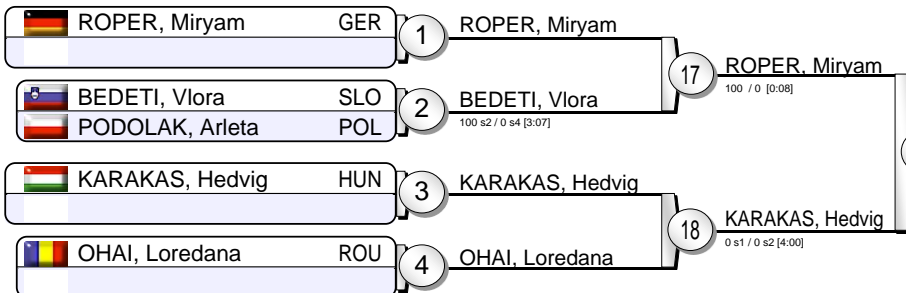 ROPER, Miryam GER
1
ROPER, Miryam
17
ROPER, Miryam
100 / 0 [0:08]
BEDETI, Vlora SLO
PODOLAK, Arleta POL
2
BEDETI, Vlora
100 s2 / 0 s4 [3:07]
KARAKAS, Hedvig HUN
3
KARAKAS, Hedvig
18
KARAKAS, Hedvig
0 s1 / 0 s2 [4:00]
OHAI, Loredana ROU
4
OHAI, Loredana